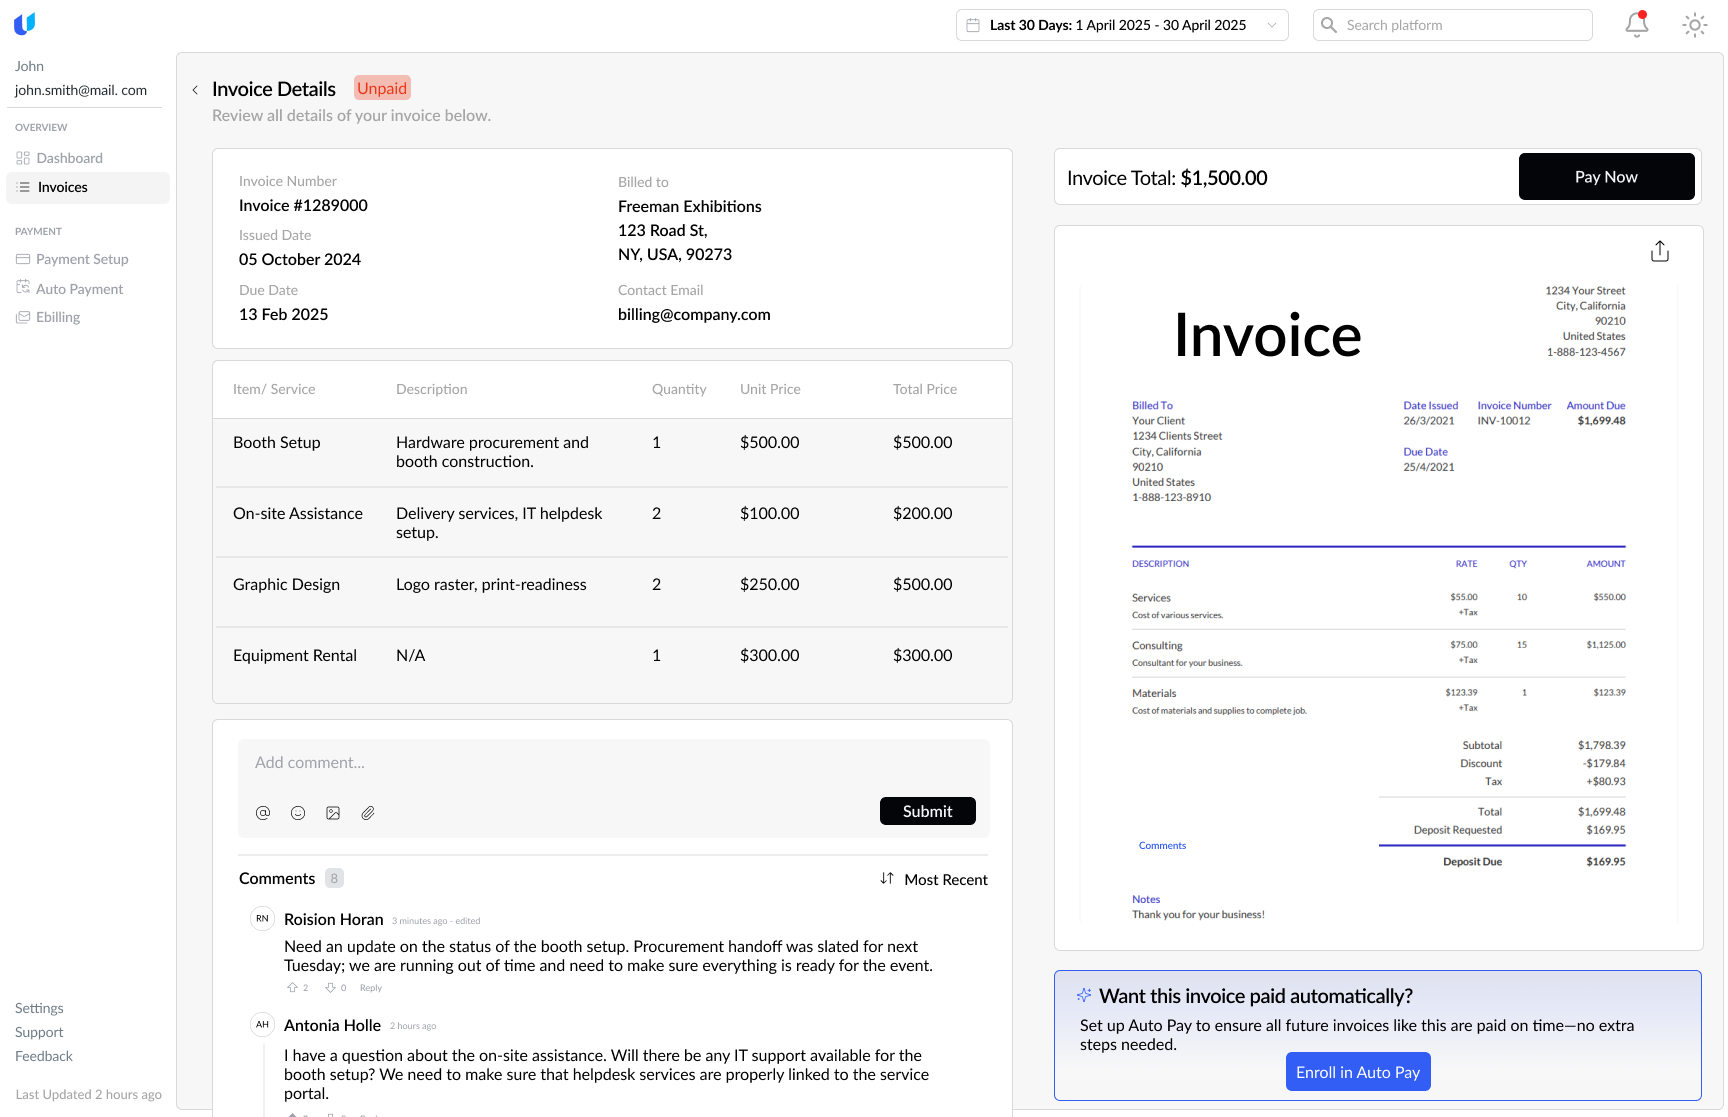 Last 30 Days: 1 April 2025 - 30 April 2025
Search platform
John
john.smith@mail. com
OVERVIEW
Dashboard
Invoices
PAYMENT
Payment Setup
Auto Payment
Ebilling
Settings
Support
Feedback
Last Updated 2 hours ago
Invoice Details
Unpaid
Review all details of your invoice below.
Invoice Number
Invoice #1289000
Issued Date
05 October 2024
Due Date
13 Feb 2025
Billed to
Freeman Exhibitions
123 Road St,
NY, USA, 90273
Contact Email
billing@company.com
Item/ Service Description Quantity Unit Price Total Price
Booth Setup Hardware procurement and 1 $500.00 $500.00
booth construction.
On-site Assistance Delivery services, IT helpdesk 2 $100.00 $200.00
setup.
Graphic Design Logo raster, print-readiness 2 $250.00 $500.00
Equipment Rental N/A 1 $300.00 $300.00
Add comment...
Submit
Comments 8
Most Recent
RN Roision Horan 3 minutes ago - edited
Need an update on the status of the booth setup. Procurement handoff was slated for next
Tuesday; we are running out of time and need to make sure everything is ready for the event.
2 0 Reply
AH Antonia Holle 2 hours ago
I have a question about the on-site assistance. Will there be any IT support available for the
booth setup? We need to make sure that helpdesk services are properly linked to the service
portal.
Invoice Total: $1,500.00
Pay Now
Invoice
1234 Your Street
City, California
90210
United States
1-888-123-4567
Billed To
Your Client
1234 Clients Street
City, California
90210
United States
1-888-123-8910
Date Issued Invoice Number Amount Due
26/3/2021 INV-10012 $1,699.48
Due Date
25/4/2021
DESCRIPTION RATE QTY AMOUNT
Services $55.00 10 $550.00
Cost of various services. +Tax
Consulting $75.00 15 $1,125.00
Consultant for your business. +Tax
Materials $123.39 1 $123.39
Cost of materials and supplies to complete job. +Tax
Subtotal $1,798.39
Discount -$179.84
Tax +$80.93
Total $1,699.48
Deposit Requested $169.95
Comments
Deposit Due $169.95
Notes
Thank you for your business!
Want this invoice paid automatically?
Set up Auto Pay to ensure all future invoices like this are paid on time—no extra
steps needed.
Enroll in Auto Pay